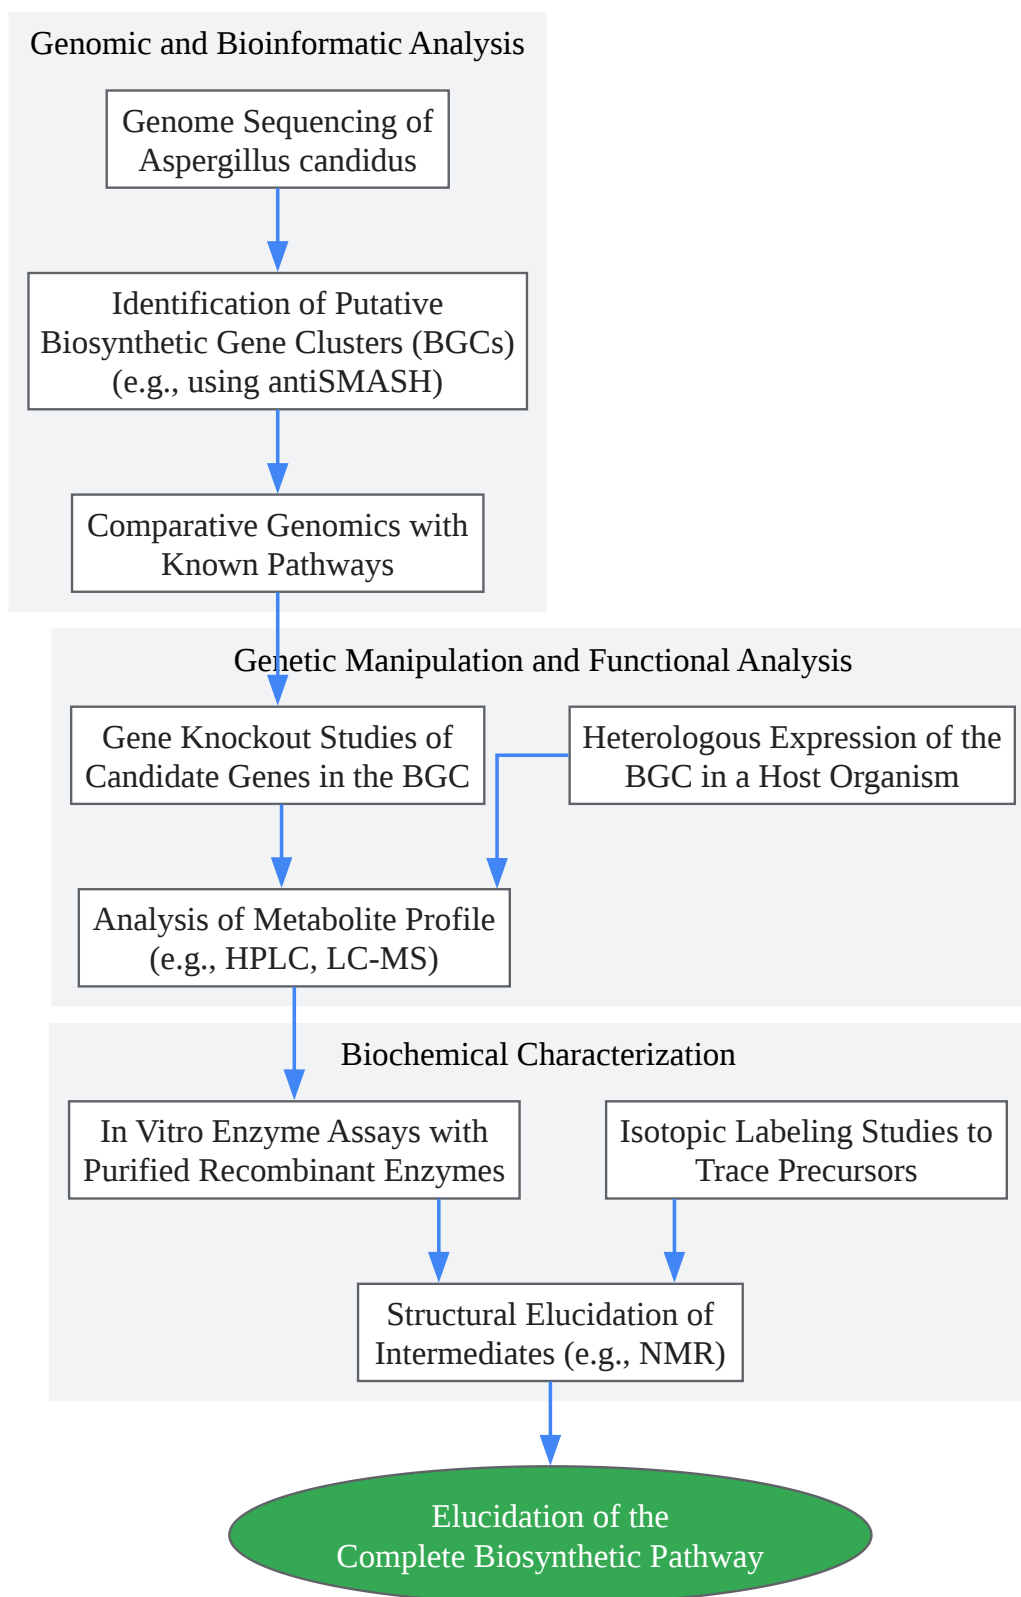 Genomic and Bioinformatic Analysis
Genome Sequencing of
Aspergillus candidus
Identification of Putative
Biosynthetic Gene Clusters (BGCs)
(e.g., using antiSMASH)
Comparative Genomics with
Known Pathways
Genetic Manipulation and Functional Analysis
Gene Knockout Studies of
Candidate Genes in the BGC
Heterologous Expression of the
BGC in a Host Organism
Analysis of Metabolite Profile
(e.g., HPLC, LC-MS)
Biochemical Characterization
In Vitro Enzyme Assays with
Purified Recombinant Enzymes
Isotopic Labeling Studies to
Trace Precursors
Structural Elucidation of
Intermediates (e.g., NMR)
Elucidation of the
Complete Biosynthetic Pathway